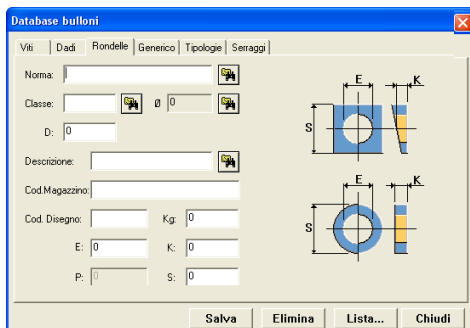 Database bulloni
Viti Dadi Rondelle Generico Tipologie Serraggi
Norma:
Classe: Ø 0
D: 0
Descrizione:
Cod.Magazzino:
Cod. Disegno: Kg: 0
E: 0 K: 0
P: 0 S: 0
E K
S
E K
S
Salva Elimina Lista... Chiudi